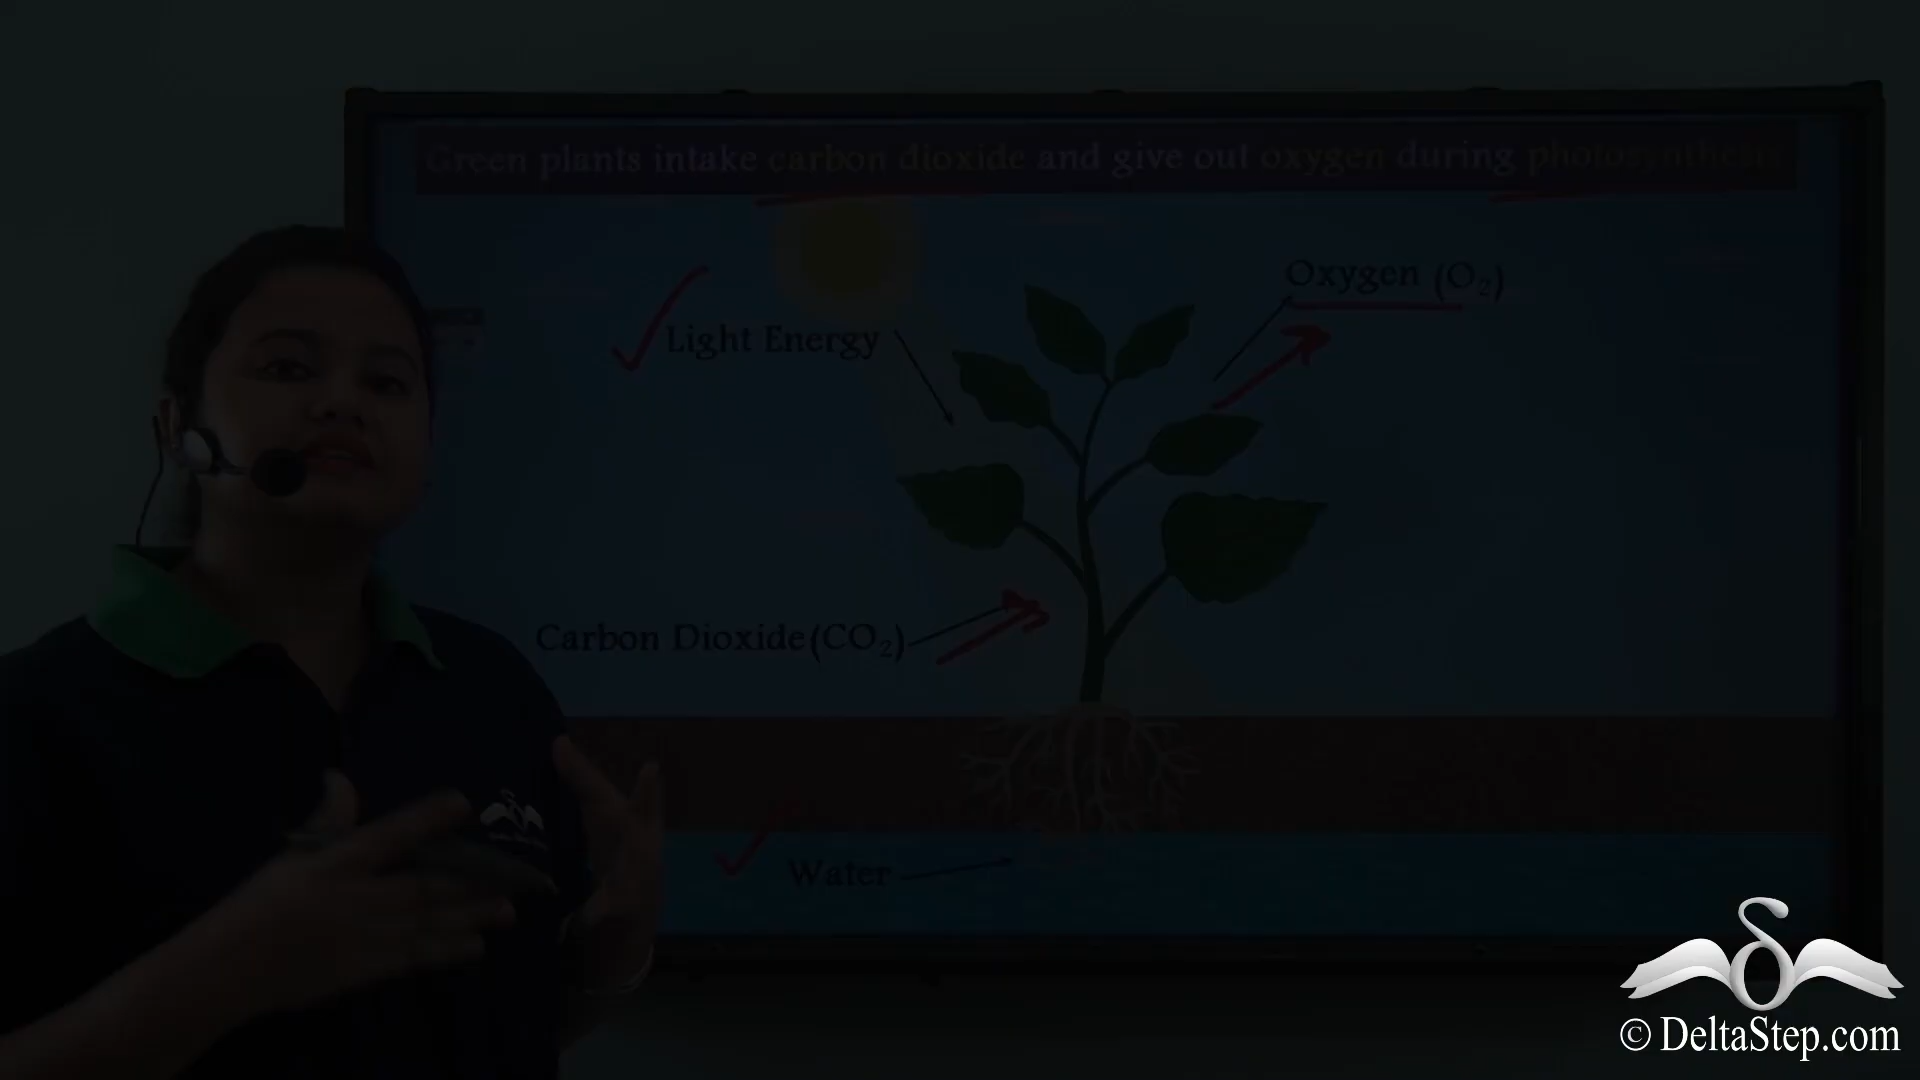 Green plants intake carbon dioxide and give out oxygen during photosynthesis
Oxygen (O₂)
Light Energy
Carbon Dioxide(CO₂)
Water
© DeltaStep.com